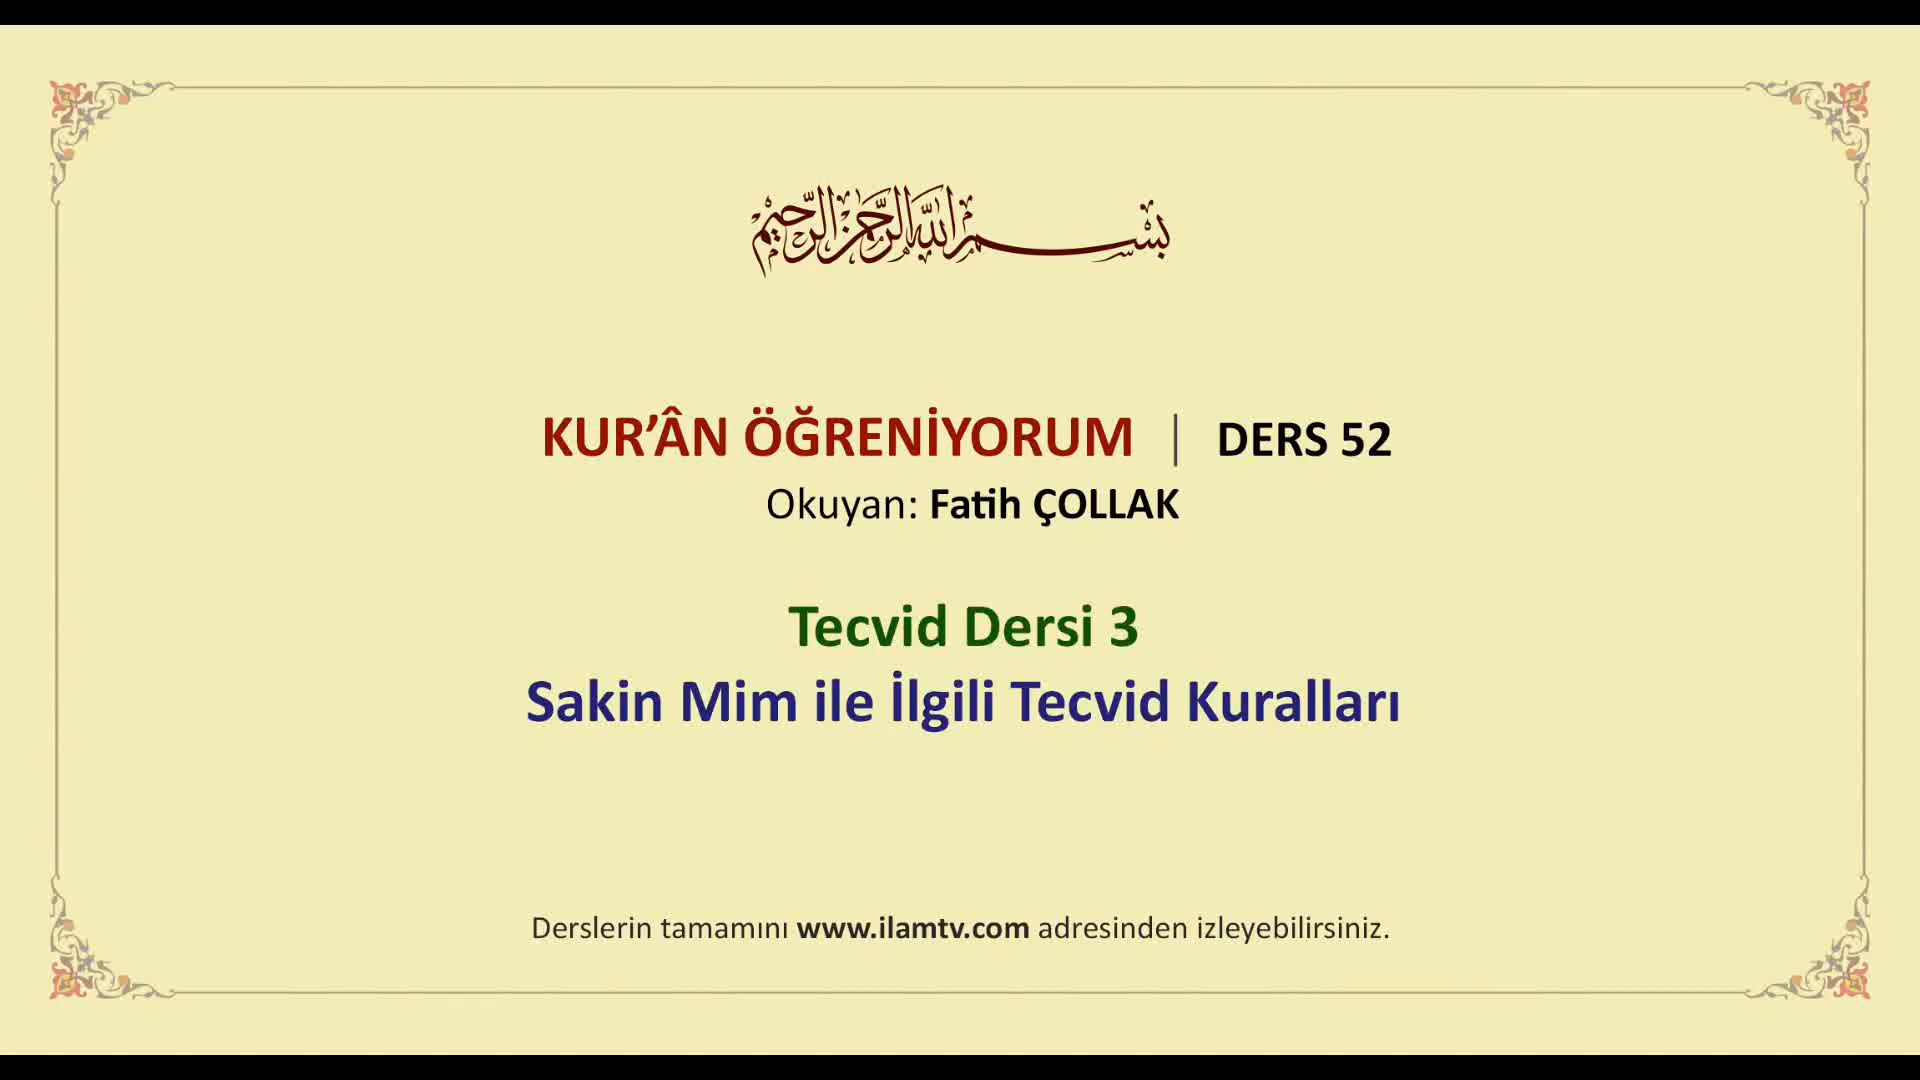 بسم الله الرحمن الرحيم
KUR’ÂN ÖĞRENİYORUM | DERS 52
Okuyan: Fatih ÇOLLAK
Tecvid Dersi 3
Sakin Mim ile İlgili Tecvid Kuralları
Derslerin tamamını www.ilamtv.com adresinden izleyebilirsiniz.